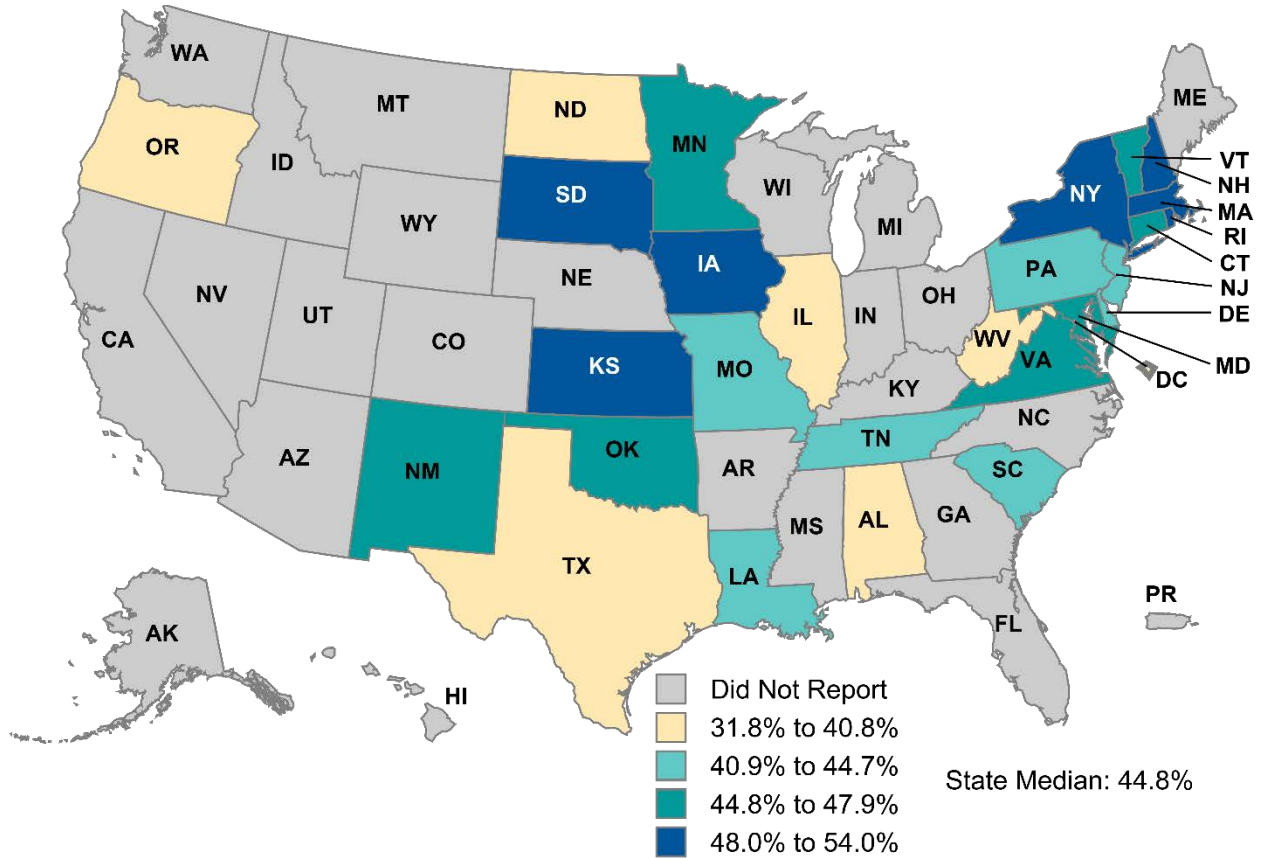 WA
MT
ND
MN
ME
OR
ID
WY
SD
WI
MI
NY
VT
NH
MA
RI
CT
NJ
DE
MD
DC
NV
UT
CO
NE
IA
IL
IN
OH
PA
CA
KS
MO
KY
WV
VA
AZ
NM
OK
AR
TN
NC
SC
TX
LA
MS
AL
GA
FL
PR
AK
HI
Did Not Report
31.8% to 40.8%
40.9% to 44.7%
44.8% to 47.9%
48.0% to 54.0%
State Median: 44.8%